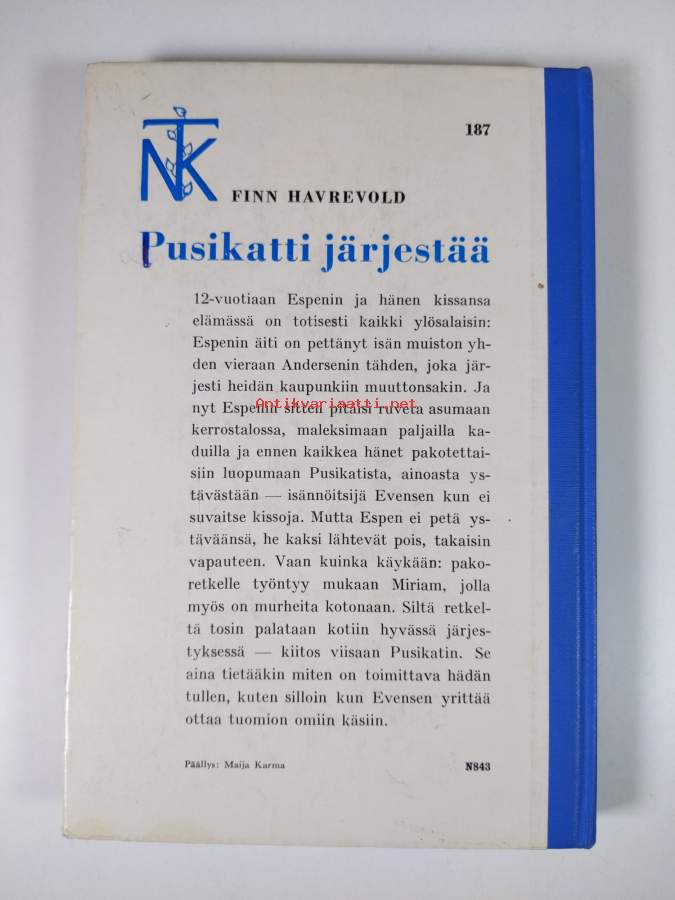 NTK
187
FINN HAVREVOLD
Pusikatti järjestää
12-vuotiaan Espenin ja hänen kissansa
elämässä on totisesti kaikki ylösalaisin:
Espenin äiti on pettänyt isän muiston yh-
den vieraan Andersenin tähden, joka jär-
jesti heidän kaupunkiin muuttonsakin. Ja
nyt Espenin sitten pitäisi ruveta asumaan
Antikvariaatti.net
kerrostalossa, maleksimaan paljailla ka-
duilla ja ennen kaikkea hänet pakotettai-
siin luopumaan Pusikatista, ainoasta ys-
tävästään — isännöitsijä Evensen kun ei
suvaitse kissoja. Mutta Espen ei petä ys-
täväänsä, he kaksi lähtevät pois, takaisin
vapauteen. Vaan kuinka käykään: pako-
retkelle työntyy mukaan Miriam, jolla
myös on murheita kotonaan. Siltä retkel-
tä tosin palataan kotiin hyvässä järjes-
tyksessä — kiitos viisaan Pusikatin. Se
aina tietääkin miten on toimittava hädän
tullen, kuten silloin kun Evensen yrittää
ottaa tuomion omiin käsiin.
Päällys: Maija Karma
N843